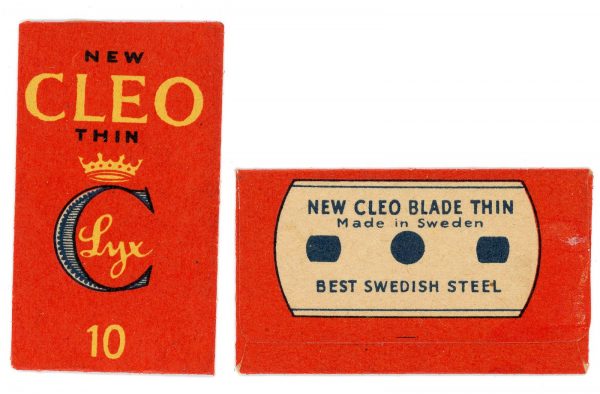 NEW
CLEO
THIN
C
Lyx
10
NEW CLEO BLADE THIN
Made in Sweden
BEST SWEDISH STEEL